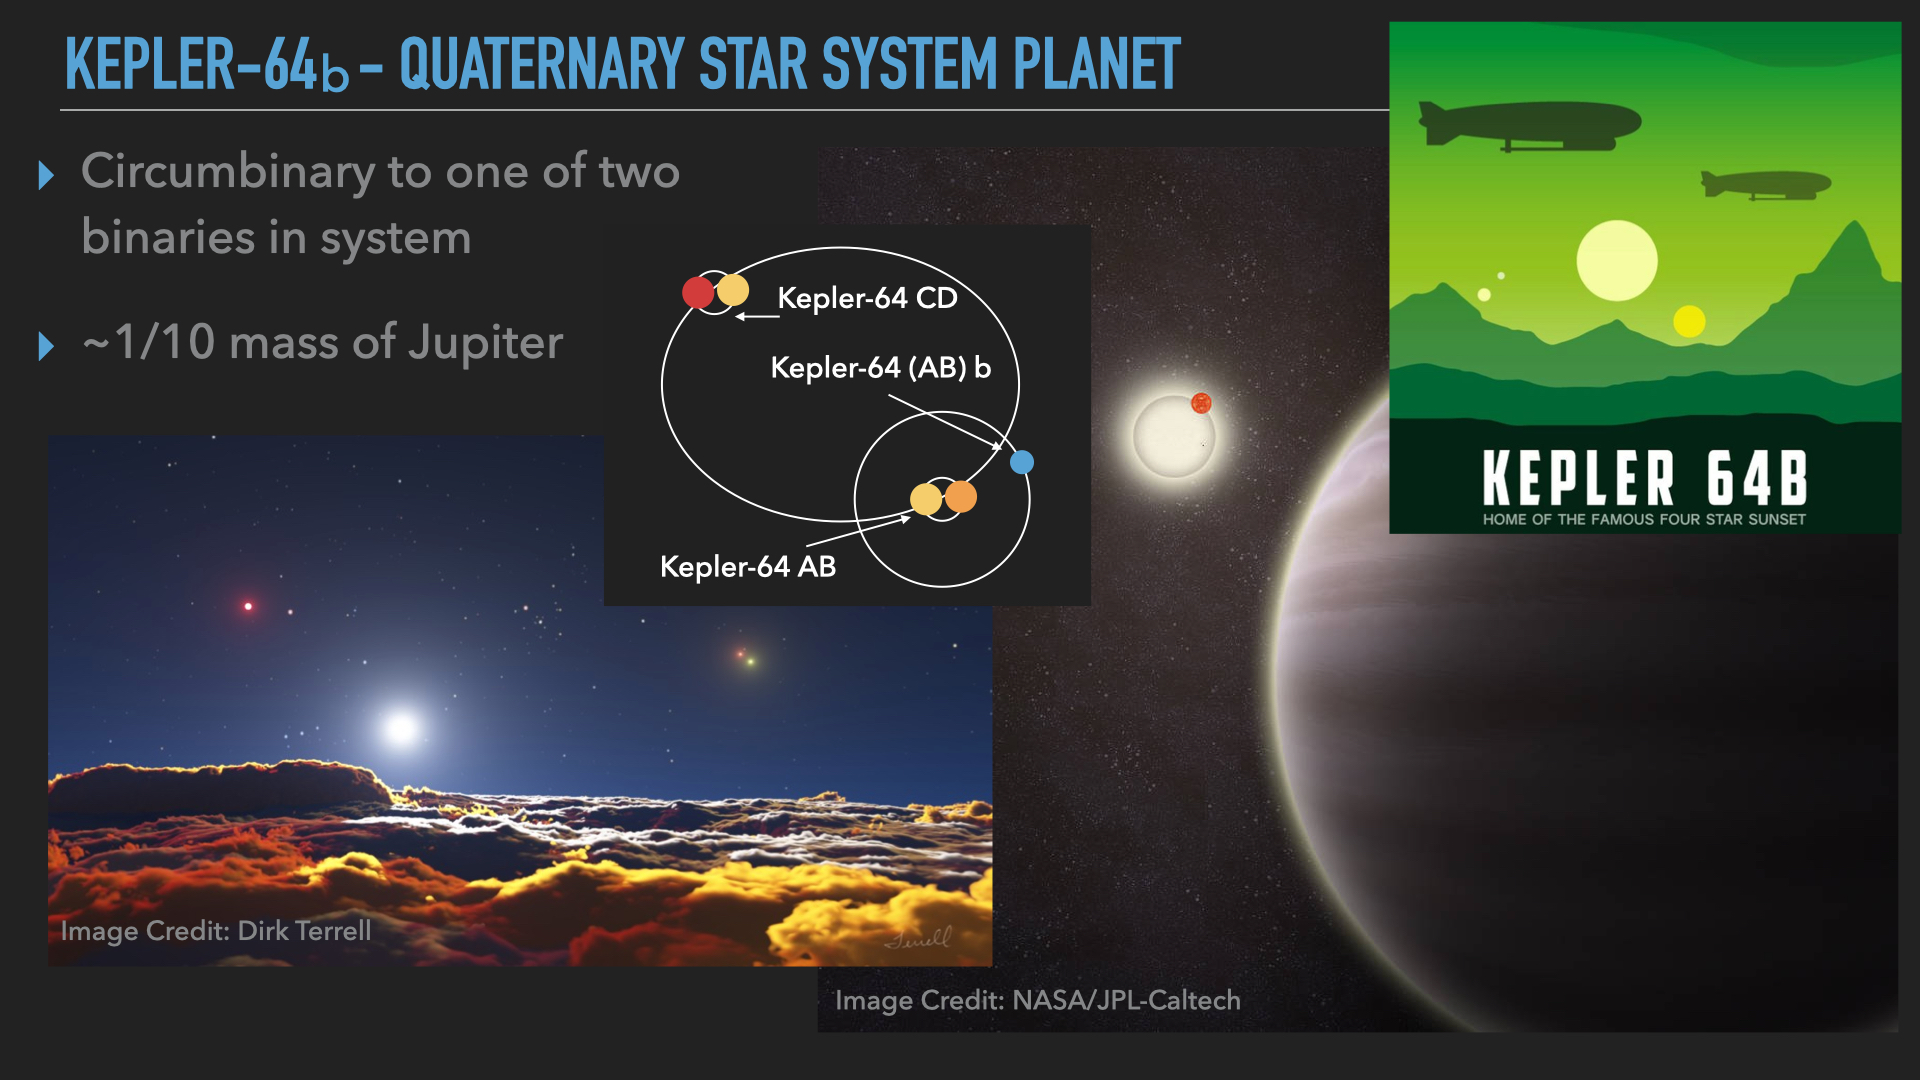 KEPLER-64b - QUATERNARY STAR SYSTEM PLANET
Circumbinary to one of two
binaries in system
~1/10 mass of Jupiter
Kepler-64 CD
Kepler-64 (AB) b
Kepler-64 AB
KEPLER 64B
HOME OF THE FAMOUS FOUR STAR SUNSET
Image Credit: Dirk Terrell
Terrell
Image Credit: NASA/JPL-Caltech